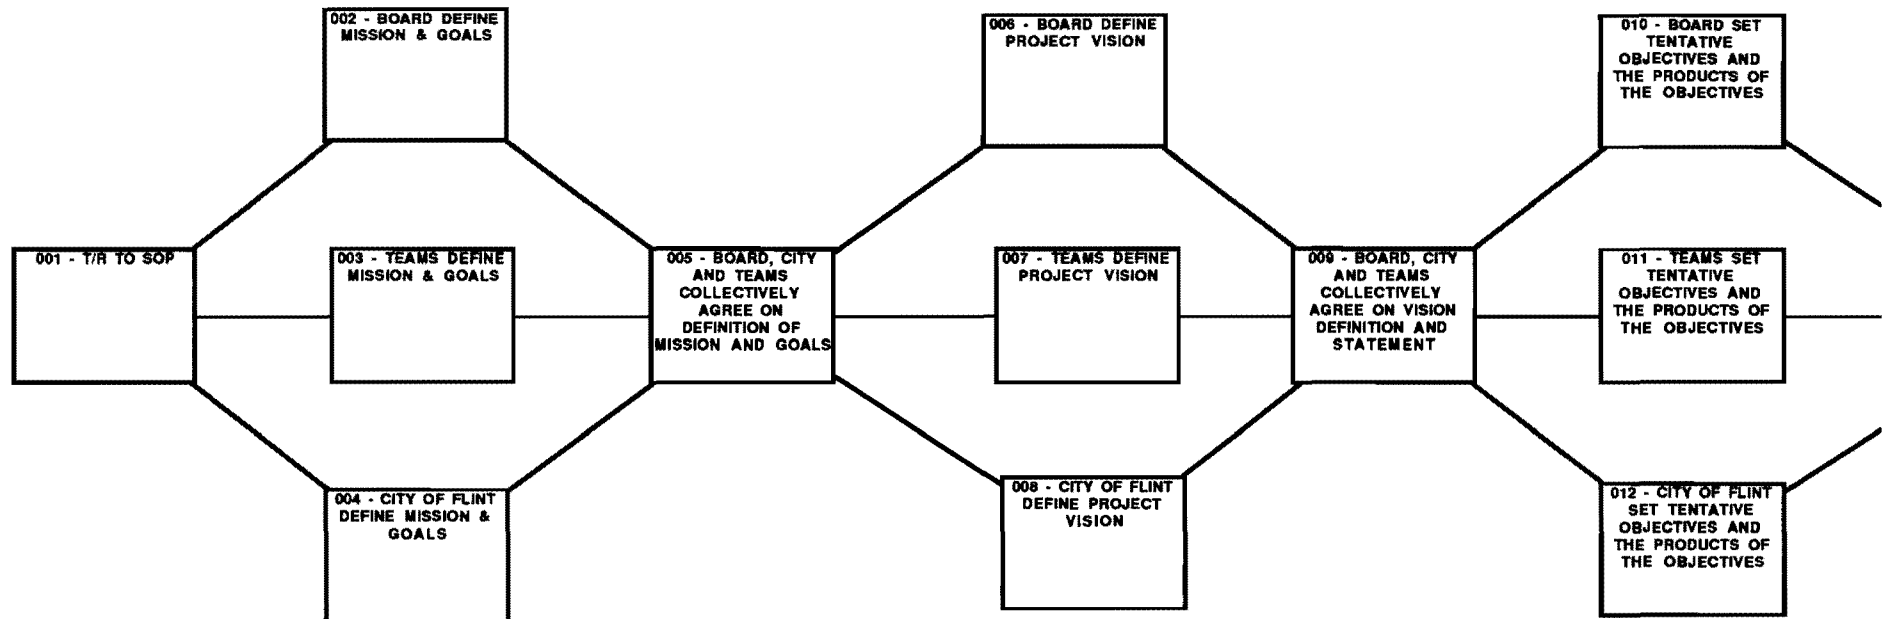 002 - BOARD DEFINE
MISSION & GOALS
006 - BOARD DEFINE
PROJECT VISION
010 - BOARD SET
TENTATIVE
OBJECTIVES AND
THE PRODUCTS OF
THE OBJECTIVES
001 - T/R TO SOP
003 - TEAMS DEFINE
MISSION & GOALS
005 - BOARD, CITY
AND TEAMS
COLLECTIVELY
AGREE ON
DEFINITION OF
MISSION AND GOALS
007 - TEAMS DEFINE
PROJECT VISION
009 - BOARD, CITY
AND TEAMS
COLLECTIVELY
AGREE ON VISION
DEFINITION AND
STATEMENT
011 - TEAMS SET
TENTATIVE
OBJECTIVES AND
THE PRODUCTS OF
THE OBJECTIVES
004 - CITY OF FLINT
DEFINE MISSION &
GOALS
008 - CITY OF FLINT
DEFINE PROJECT
VISION
012 - CITY OF FLINT
SET TENTATIVE
OBJECTIVES AND
THE PRODUCTS OF
THE OBJECTIVES